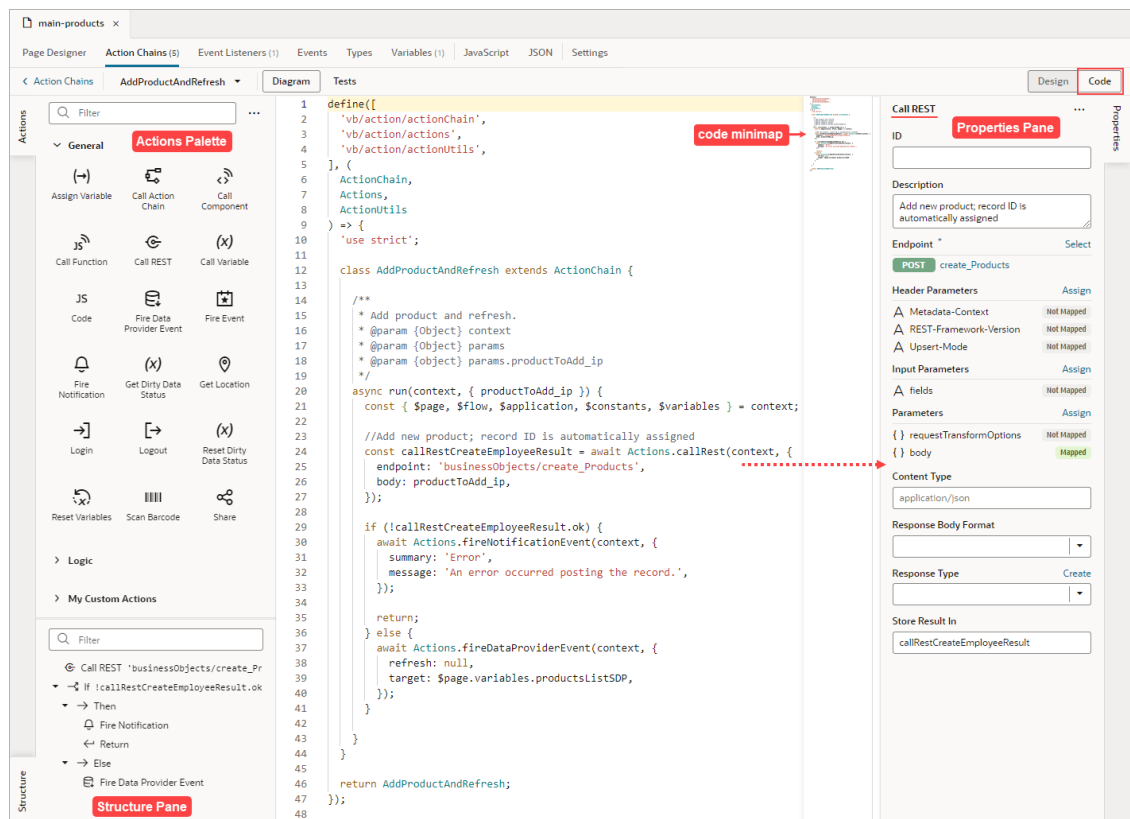 main-products ×
Page Designer Action Chains (5) Event Listeners (1) Events Types Variables (1) JavaScript JSON Settings
Action Chains AddProductAndRefresh Diagram Tests Design Code
Actions
Filter ...
Actions Palette
General
Assign Variable Call Action Chain Call Component
Call Function Call REST Call Variable
Code Fire Data Provider Event Fire Event
Fire Notification Get Dirty Data Status Get Location
Login Logout Reset Dirty Data Status
Reset Variables Scan Barcode Share
Logic
My Custom Actions
Structure
Filter
Call REST 'businessObjects/create_Pr
If !callRestCreateEmployeeResult.ok
Then
Fire Notification
Return
Else
Fire Data Provider Event
Structure Pane
1 define([
2 'vb/action/actionChain',
3 'vb/action/actions',
4 'vb/action/actionUtils',
5 ], (
6 ActionChain,
7 Actions,
8 ActionUtils
9 ) => {
10 'use strict';
11
12 class AddProductAndRefresh extends ActionChain {
13
14 /**
15 * Add product and refresh.
16 * @param {Object} context
17 * @param {Object} params
18 * @param {object} params.productToAdd_ip
19 */
20 async run(context, { productToAdd_ip }) {
21 const { $page, $flow, $application, $constants, $variables } = context;
22
23 //Add new product; record ID is automatically assigned
24 const callRestCreateEmployeeResult = await Actions.callRest(context, {
25 endpoint: 'businessObjects/create_Products',
26 body: productToAdd_ip,
27 });
28
29 if (!callRestCreateEmployeeResult.ok) {
30 await Actions.fireNotificationEvent(context, {
31 summary: 'Error',
32 message: 'An error occurred posting the record.',
33 });
34
35 return;
36 } else {
37 await Actions.fireDataProviderEvent(context, {
38 refresh: null,
39 target: $page.variables.productsListSDP,
40 });
41 }
42
43 }
44 }
45
46 return AddProductAndRefresh;
47 });
48
code minimap
Properties
Call REST ...
Properties Pane
ID
Description
Add new product; record ID is
automatically assigned
Endpoint * Select
POST create_Products
Header Parameters Assign
Metadata-Context Not Mapped
REST-Framework-Version Not Mapped
Upsert-Mode Not Mapped
Input Parameters Assign
fields Not Mapped
Parameters Assign
{ } requestTransformOptions Not Mapped
{ } body Mapped
Content Type
application/json
Response Body Format
Response Type Create
Store Result In
callRestCreateEmployeeResult